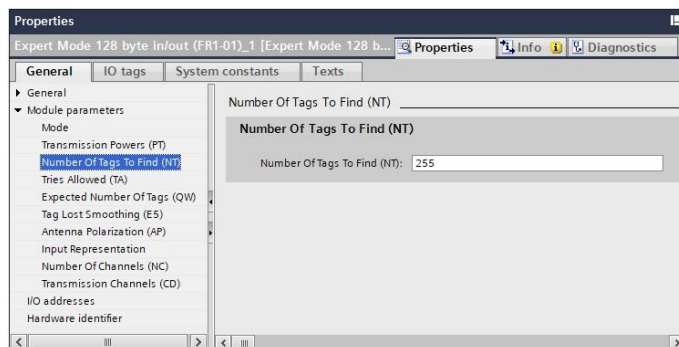 Properties
Expert Mode 128 byte in/out (FR1-01)_1 [Expert Mode 128 b...
Properties
Info
Diagnostics
General
IO tags
System constants
Texts
General
Module parameters
Mode
Transmission Powers (PT)
Number Of Tags To Find (NT)
Tries Allowed (TA)
Expected Number Of Tags (QW)
Tag Lost Smoothing (E5)
Antenna Polarization (AP)
Input Representation
Number Of Channels (NC)
Transmission Channels (CD)
I/O addresses
Hardware identifier
Number Of Tags To Find (NT)
Number Of Tags To Find (NT)
Number Of Tags To Find (NT): 255